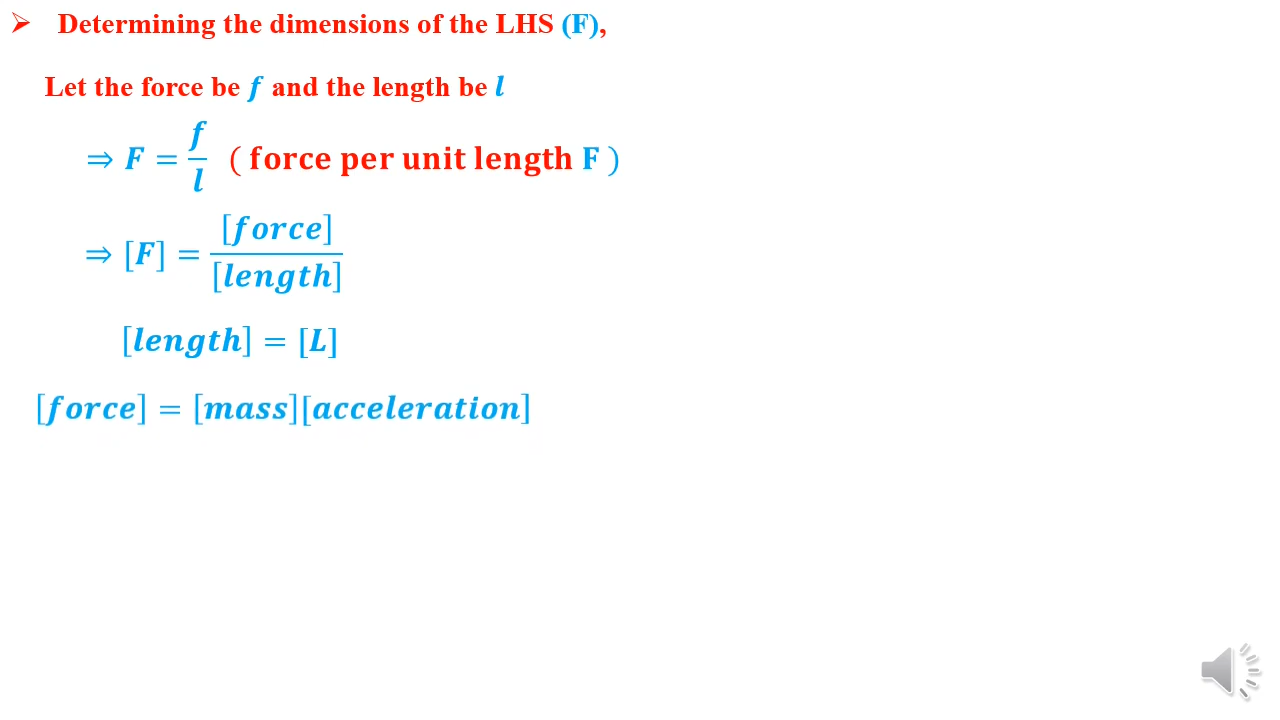 ➢ Determining the dimensions of the LHS (F),
Let the force be f and the length be l
⇒ F = f/l ( force per unit length F )
⇒ [F] = [force]/[length]
[length] = [L]
[force] = [mass][acceleration]